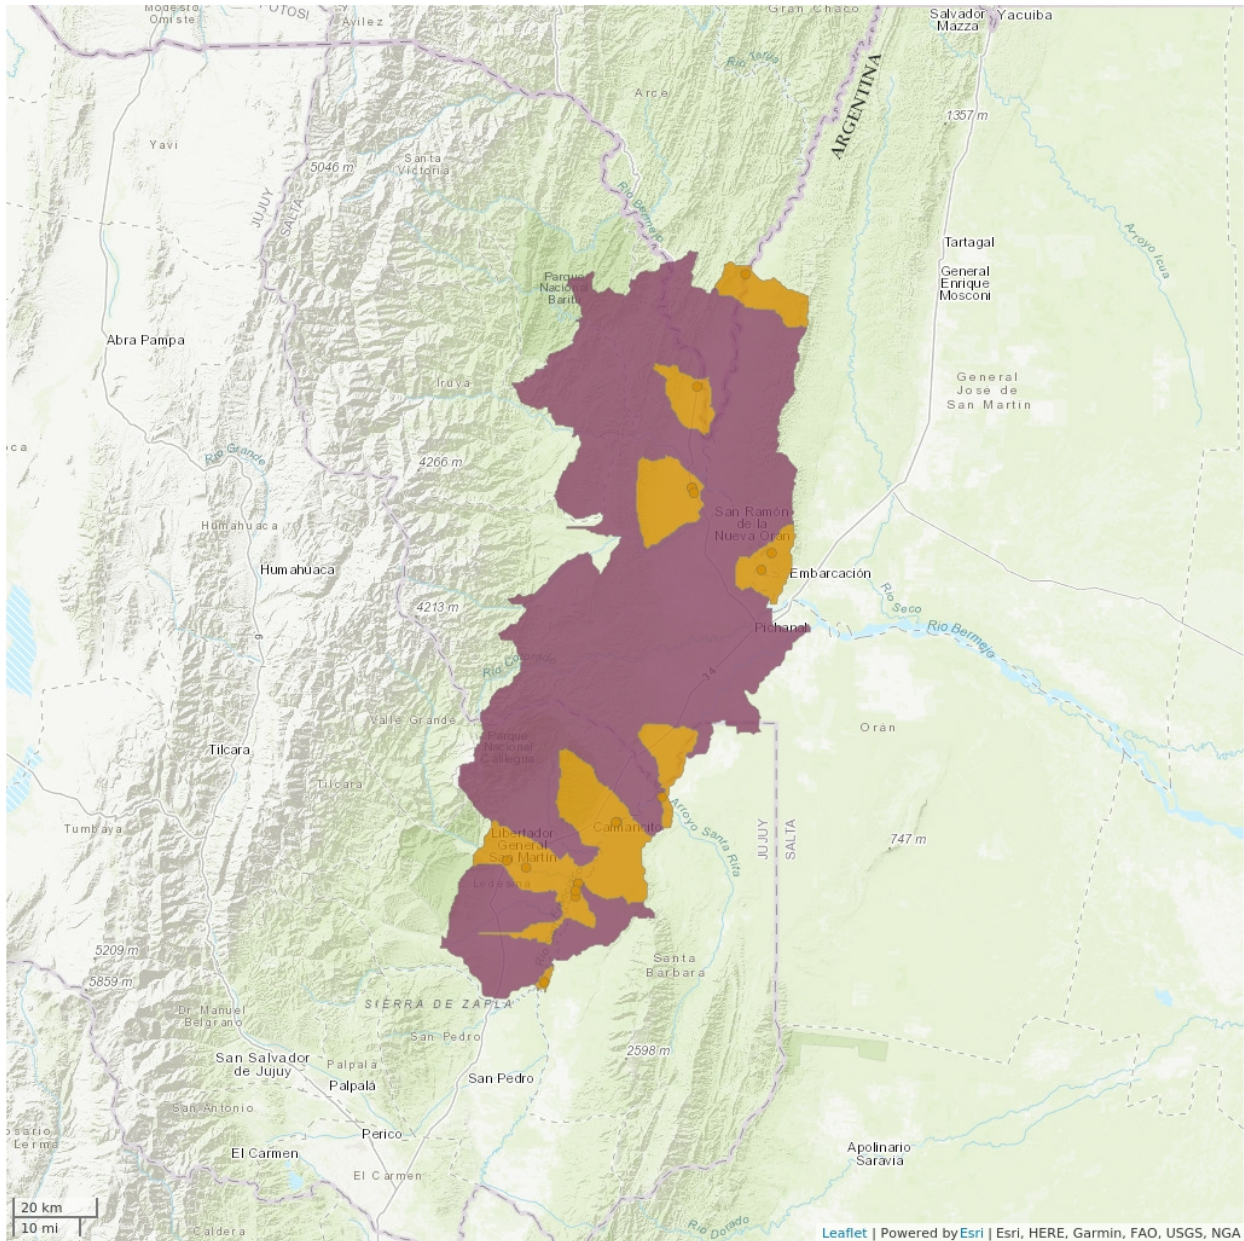 Modesto
Omiste
POTOSI
Avilez
Gran Chaco
Salvador
Mazza
Yacuiba
Río Tarija
Arce
ARGENTINA
1357 m
Yavi
Santa
Victoria
5046 m
JUJUY
SALTA
Río Bermejo
Arroyo Icua
Tartagal
General
Enrique
Mosconi
Parque
Nacional
Baritú
Abra Pampa
Iruya
General
José de
San Martín
Río Grande
4266 m
San Ramón
de la
Nueva Orán
Humahuaca
Humahuaca
Embarcación
4213 m
9
Río Seco
Río Bermejo
Pichanal
Río Colorado
34
Valle Grande
Orán
Tilcara
Parque
Nacional
Calilegua
Tilcara
Tumbaya
Caimancito
Arroyo Santa Rita
Libertador
General
San Martín
JUJUY
SALTA
747 m
Ledesma
5209 m
5859 m
Santa
Bárbara
SIERRA DE ZAPLA
Dr. Manuel
Belgrano
San Pedro
2598 m
San Salvador
de Jujuy
Palpalá
Palpalá
San Pedro
San Antonio
Perico
El Carmen
Apolinario
Saravia
El Carmen
Río Dorado
Caldera
20 km
10 mi
Leaflet | Powered by Esri | Esri, HERE, Garmin, FAO, USGS, NGA